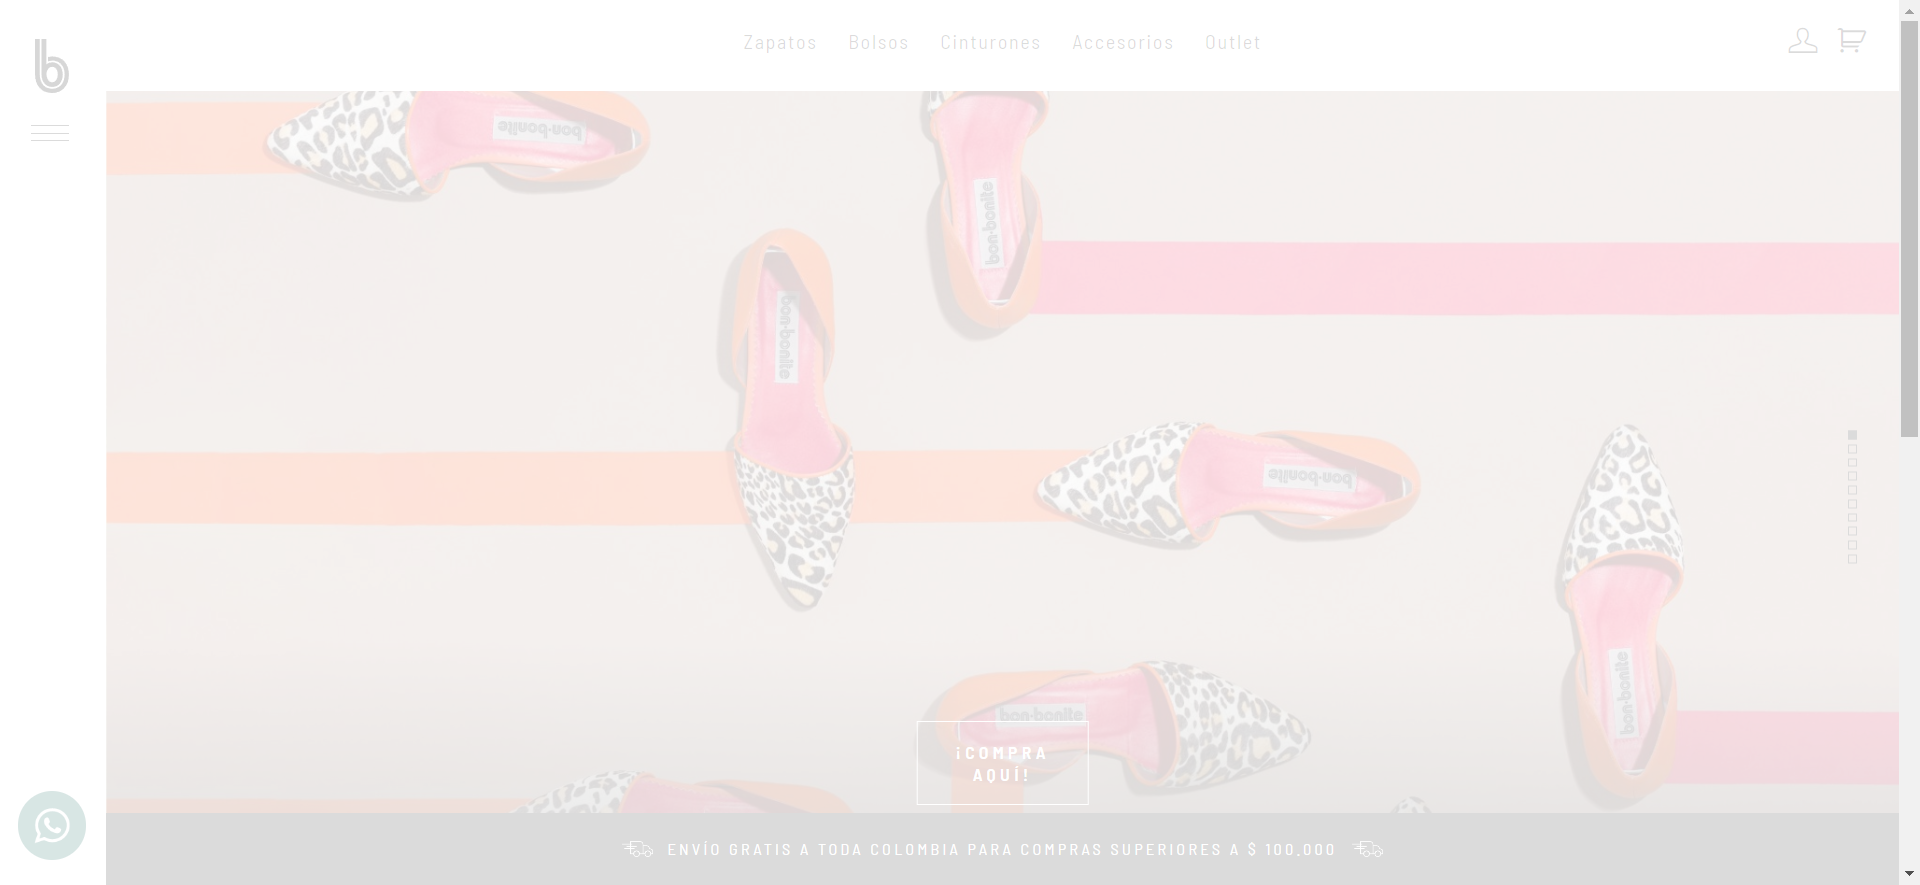 b
Zapatos Bolsos Cinturones Accesorios Outlet
bon-bonite
bon-bonite
bon-bonite
bon-bonite
bon-bonite
bon-bonite
¡COMPRA
AQUÍ!
ENVÍO GRATIS A TODA COLOMBIA PARA COMPRAS SUPERIORES A $ 100.000